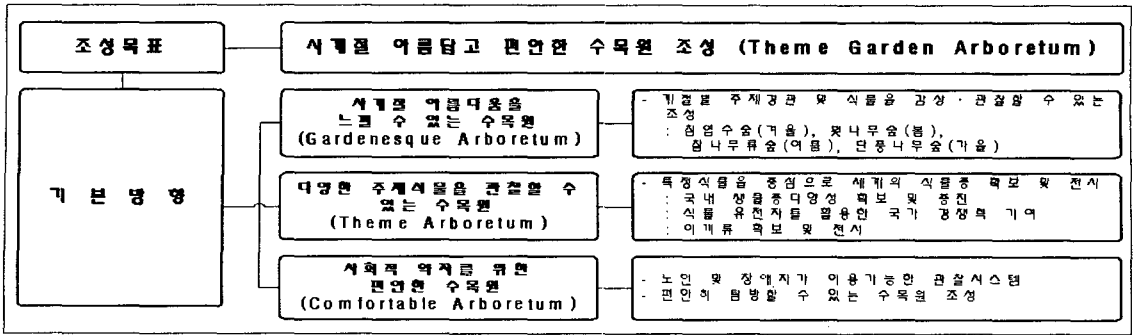 조성목표
사계절 아름답고 편안한 수목원 조성 (Theme Garden Arboretum)
기본방향
사계절 아름다움을
느낄 수 있는 수목원
(Gardenesque Arboretum)
- 계절별 주제경관 및 식물을 감상·관찰할 수 있는
조성
: 침엽수숲(겨울), 벚나무숲(봄),
참나무류숲(여름), 단풍나무숲(가을)
다양한 주제식물을 관찰할 수
있는 수목원
(Theme Arboretum)
- 특정식물을 중심으로 세계의 식물종 확보 및 전시
: 국내 생물종다양성 확보 및 증진
: 식물 유전자를 활용한 국가 경쟁력 기여
: 이끼류 확보 및 전시
사회적 약자를 위한
편안한 수목원
(Comfortable Arboretum)
- 노인 및 장애자가 이용가능한 관찰시스템
- 편안히 탐방할 수 있는 수목원 조성